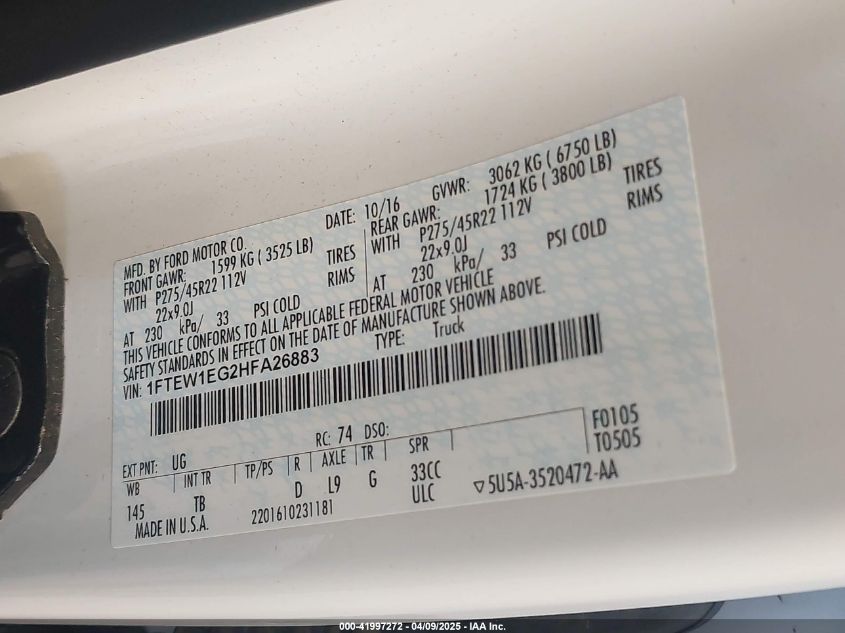 MFD. BY FORD MOTOR CO.
DATE: 10/16 GVWR: 3062 KG ( 6750 LB)
FRONT GAWR: 1599 KG ( 3525 LB) REAR GAWR: 1724 KG ( 3800 LB)
WITH P275/45R22 112V TIRES WITH P275/45R22 112V TIRES
22x9.0J RIMS 22x9.0J RIMS
AT 230 kPa/ 33 PSI COLD AT 230 kPa/ 33 PSI COLD
THIS VEHICLE CONFORMS TO ALL APPLICABLE FEDERAL MOTOR VEHICLE
SAFETY STANDARDS IN EFFECT ON THE DATE OF MANUFACTURE SHOWN ABOVE.
VIN: 1FTEW1EG2HFA26883 TYPE: Truck
F0105
T0505
EXT PNT: UG RC: 74 DSO:
WB INT TR TP/PS R AXLE TR SPR
145 TB D L9 G 33CC
ULC
MADE IN U.S.A. 2201610231181 ▽5U5A-3520472-AA
000-41997272 - 04/09/2025 - IAA Inc.